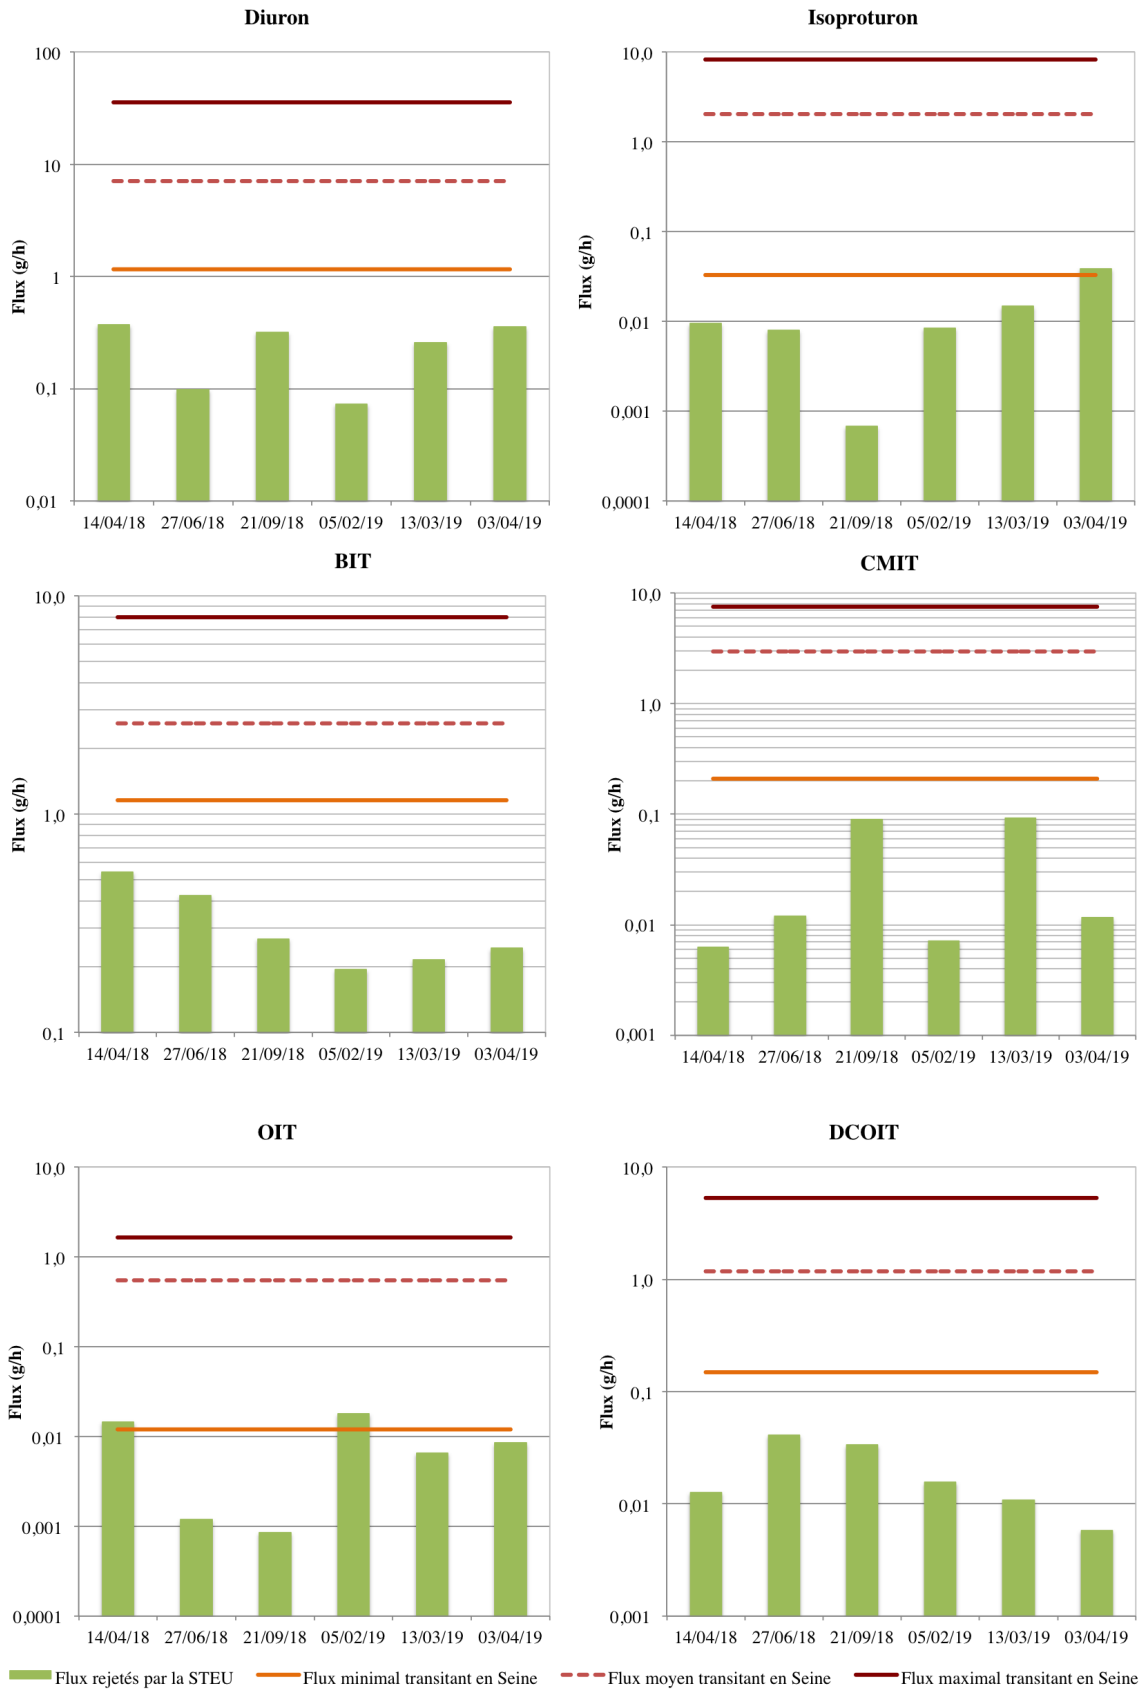 Diuron
100
10
1
0,1
0,01
Flux (g/h)
14/04/18 27/06/18 21/09/18 05/02/19 13/03/19 03/04/19
Isoproturon
10,0
1,0
0,1
0,01
0,001
0,0001
Flux (g/h)
14/04/18 27/06/18 21/09/18 05/02/19 13/03/19 03/04/19
BIT
10,0
1,0
0,1
Flux (g/h)
14/04/18 27/06/18 21/09/18 05/02/19 13/03/19 03/04/19
CMIT
10,0
1,0
0,1
0,01
0,001
Flux (g/h)
14/04/18 27/06/18 21/09/18 05/02/19 13/03/19 03/04/19
OIT
10,0
1,0
0,1
0,01
0,001
0,0001
Flux (g/h)
14/04/18 27/06/18 21/09/18 05/02/19 13/03/19 03/04/19
DCOIT
10,0
1,0
0,1
0,01
0,001
Flux (g/h)
14/04/18 27/06/18 21/09/18 05/02/19 13/03/19 03/04/19
Flux rejetés par la STEU Flux minimal transitant en Seine Flux moyen transitant en Seine Flux maximal transitant en Seine